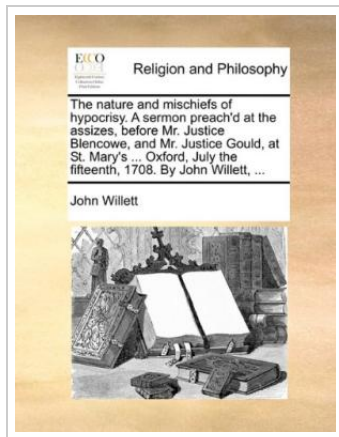 ECCO
Religion and Philosophy
The nature and mischiefs of
hypocrisy. A sermon preach'd at the
assizes, before Mr. Justice
Blencowe, and Mr. Justice Gould, at
St. Mary's ... Oxford, July the
fifteenth, 1708. By John Willett, ...
John Willett